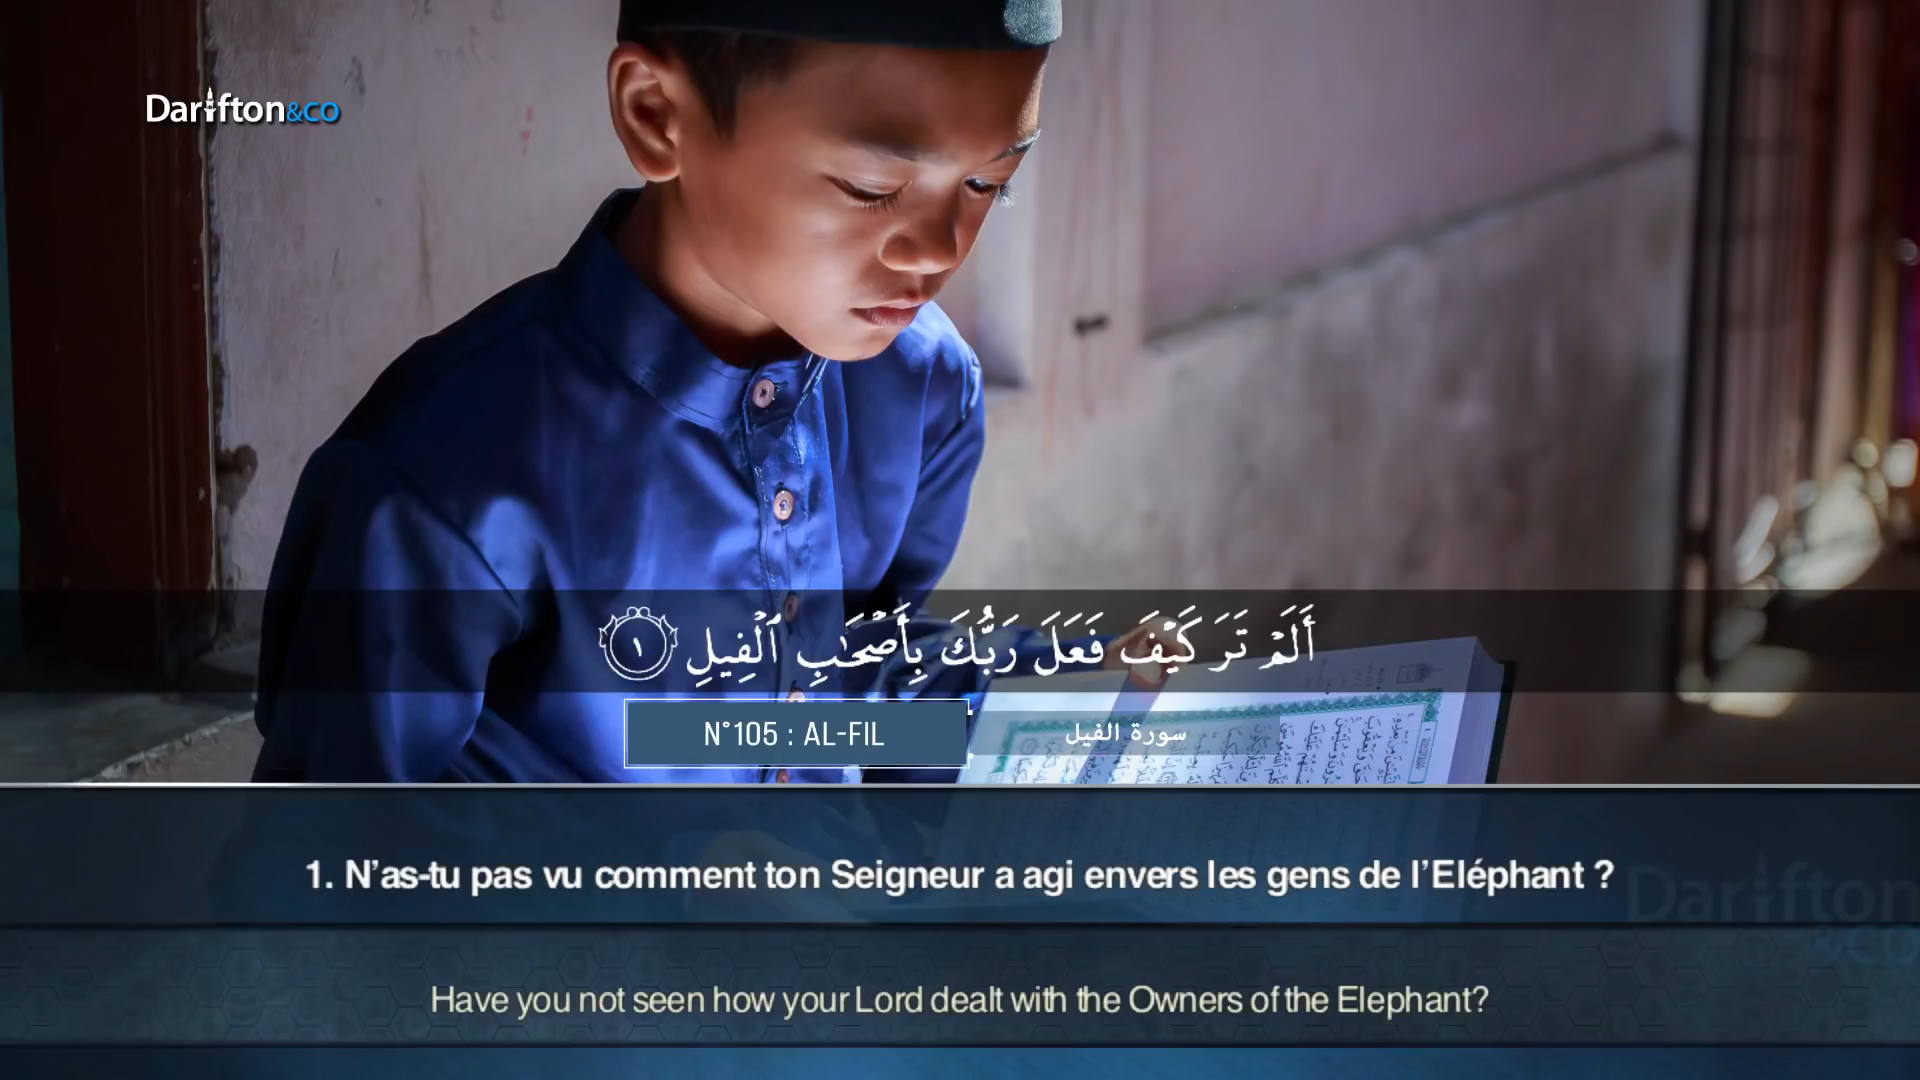 Darifton&co
أَلَمۡ تَرَ كَيۡفَ فَعَلَ رَبُّكَ بِأَصۡحَٰبِ ٱلۡفِيلِ ١
N°105 : AL-FIL
سورة الفيل
1. N’as-tu pas vu comment ton Seigneur a agi envers les gens de l’Eléphant ?
Darifton
&co
Have you not seen how your Lord dealt with the Owners of the Elephant?